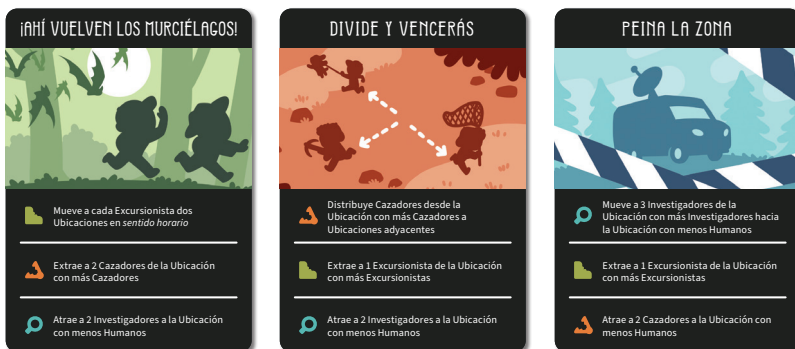 ¡AHÍ VUELVEN LOS MURCIÉLAGOS!
Mueve a cada Excursionista dos
Ubicaciones en sentido horario
Extrae a 2 Cazadores de la Ubicación
con más Cazadores
Atrae a 2 Investigadores a la Ubicación
con menos Humanos
DIVIDE Y VENCERÁS
Distribuye Cazadores desde la
Ubicación con más Cazadores a
Ubicaciones adyacentes
Extrae a 1 Excursionista de la Ubicación
con más Excursionistas
Atrae a 2 Investigadores a la Ubicación
con menos Humanos
PEINA LA ZONA
Mueve a 3 Investigadores de la
Ubicación con más Investigadores hacia
la Ubicación con menos Humanos
Extrae a 1 Excursionista de la Ubicación
con más Excursionistas
Atrae a 2 Cazadores a la Ubicación con
menos Humanos